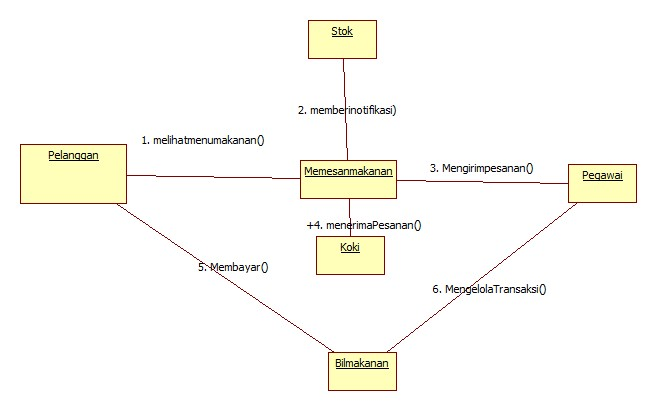 Stok
2. memberinotifikasi)
1. melihatmenumakanan()
Pelanggan
Memesanmakanan
3. Mengirimpesanan()
Pegawai
+4. menerimaPesanan()
Koki
5. Membayar()
6. MengelolaTransaksi()
Bilmakanan